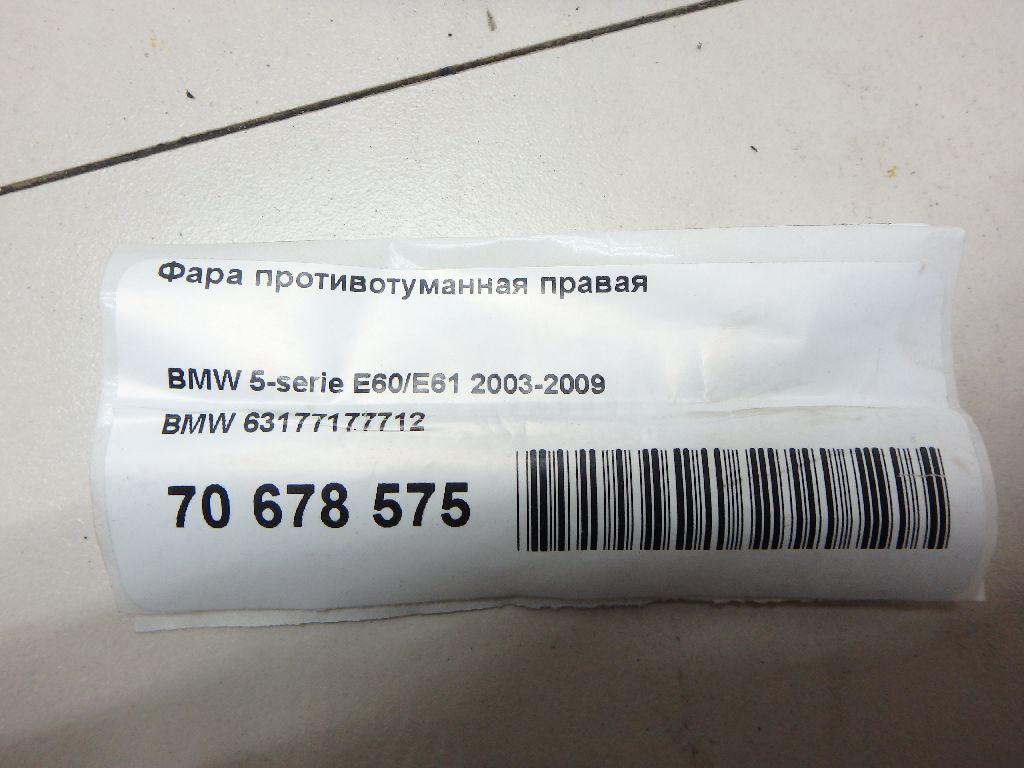 Фара противотуманная правая
BMW 5-serie E60/E61 2003-2009
BMW 63177177712
70 678 575